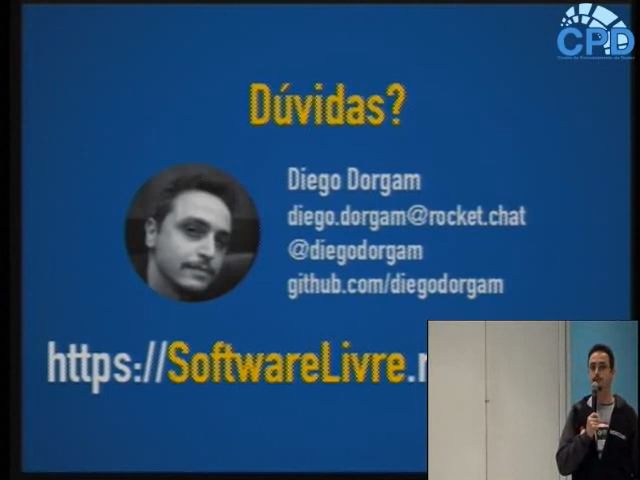 CPD
Dúvidas?
Diego Dorgam
diego.dorgam@rocket.chat
@diegodorgam
github.com/diegodorgam
https://SoftwareLivre.